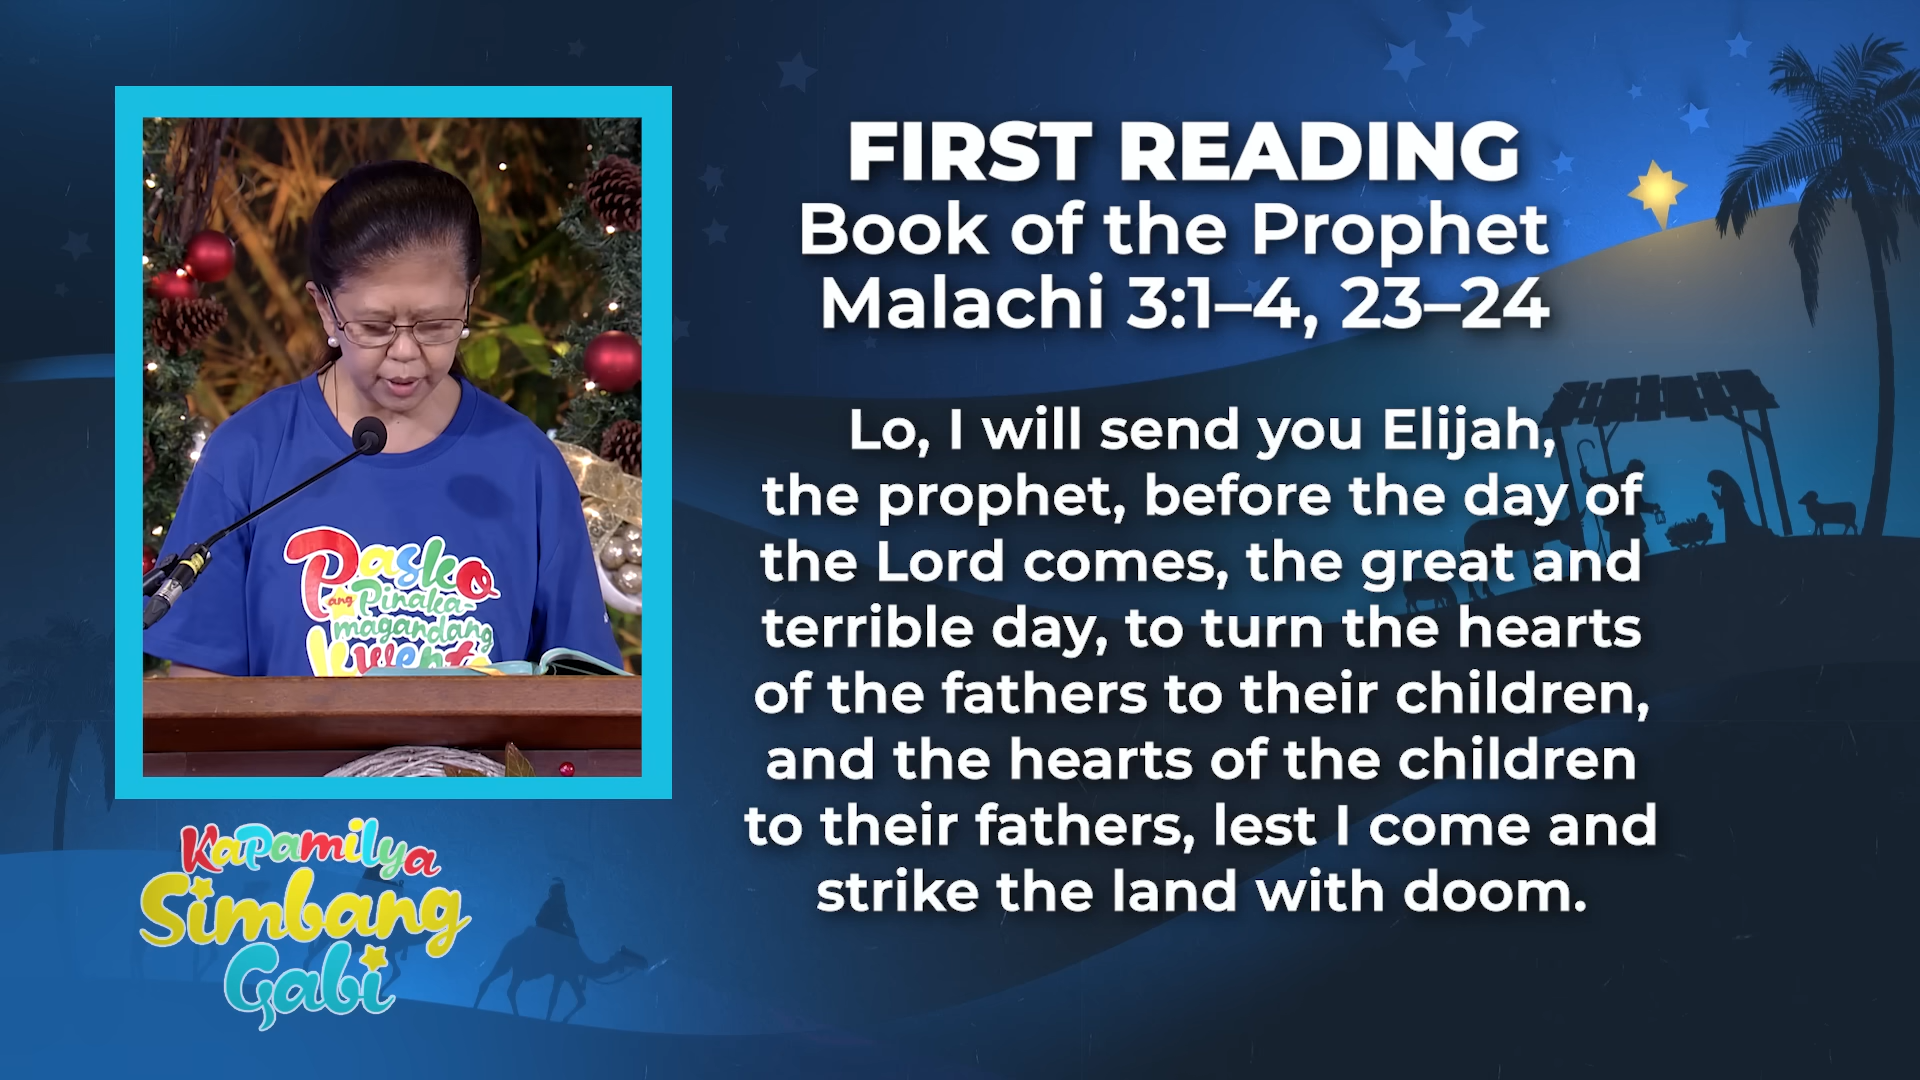 FIRST READING
Book of the Prophet
Malachi 3:1–4, 23–24
Lo, I will send you Elijah,
the prophet, before the day of
the Lord comes, the great and
terrible day, to turn the hearts
of the fathers to their children,
and the hearts of the children
to their fathers, lest I come and
strike the land with doom.
Pasko
ang Pinaka-
magandang
Kapamilya
Simbang
Gabi